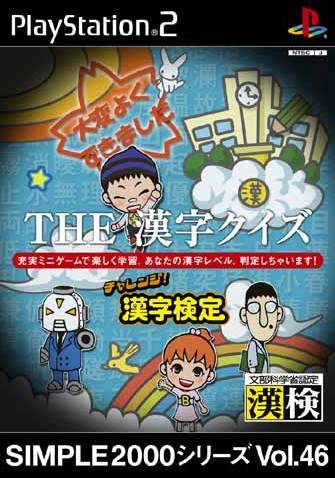 PlayStation 2
NTSC J
大変よく
できました
漢
THE 漢字クイズ
充実ミニゲームで楽しく学習。あなたの漢字レベル、判定しちゃいます!
チャレンジ!
漢字検定
B
文部科学省認定
漢検
SIMPLE2000シリーズ Vol.46